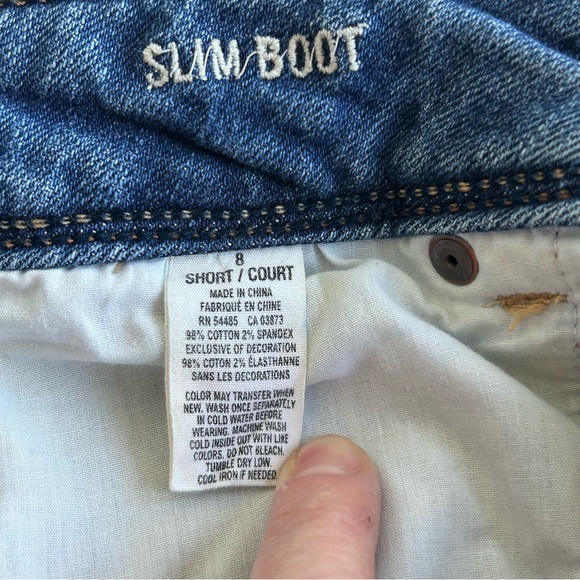 SLIM BOOT
8
SHORT / COURT
MADE IN CHINA
FABRIQUÉ EN CHINE
RN 54485 CA 03873
98% COTTON 2% SPANDEX
EXCLUSIVE OF DECORATION
98% COTON 2% ÉLASTHANNE
SANS LES DECORATIONS
COLOR MAY TRANSFER WHEN
NEW. WASH ONCE SEPARATELY
IN COLD WATER BEFORE
WEARING. MACHINE WASH
COLD INSIDE OUT WITH LIKE
COLORS. DO NOT BLEACH.
TUMBLE DRY LOW.
COOL IRON IF NEEDED.